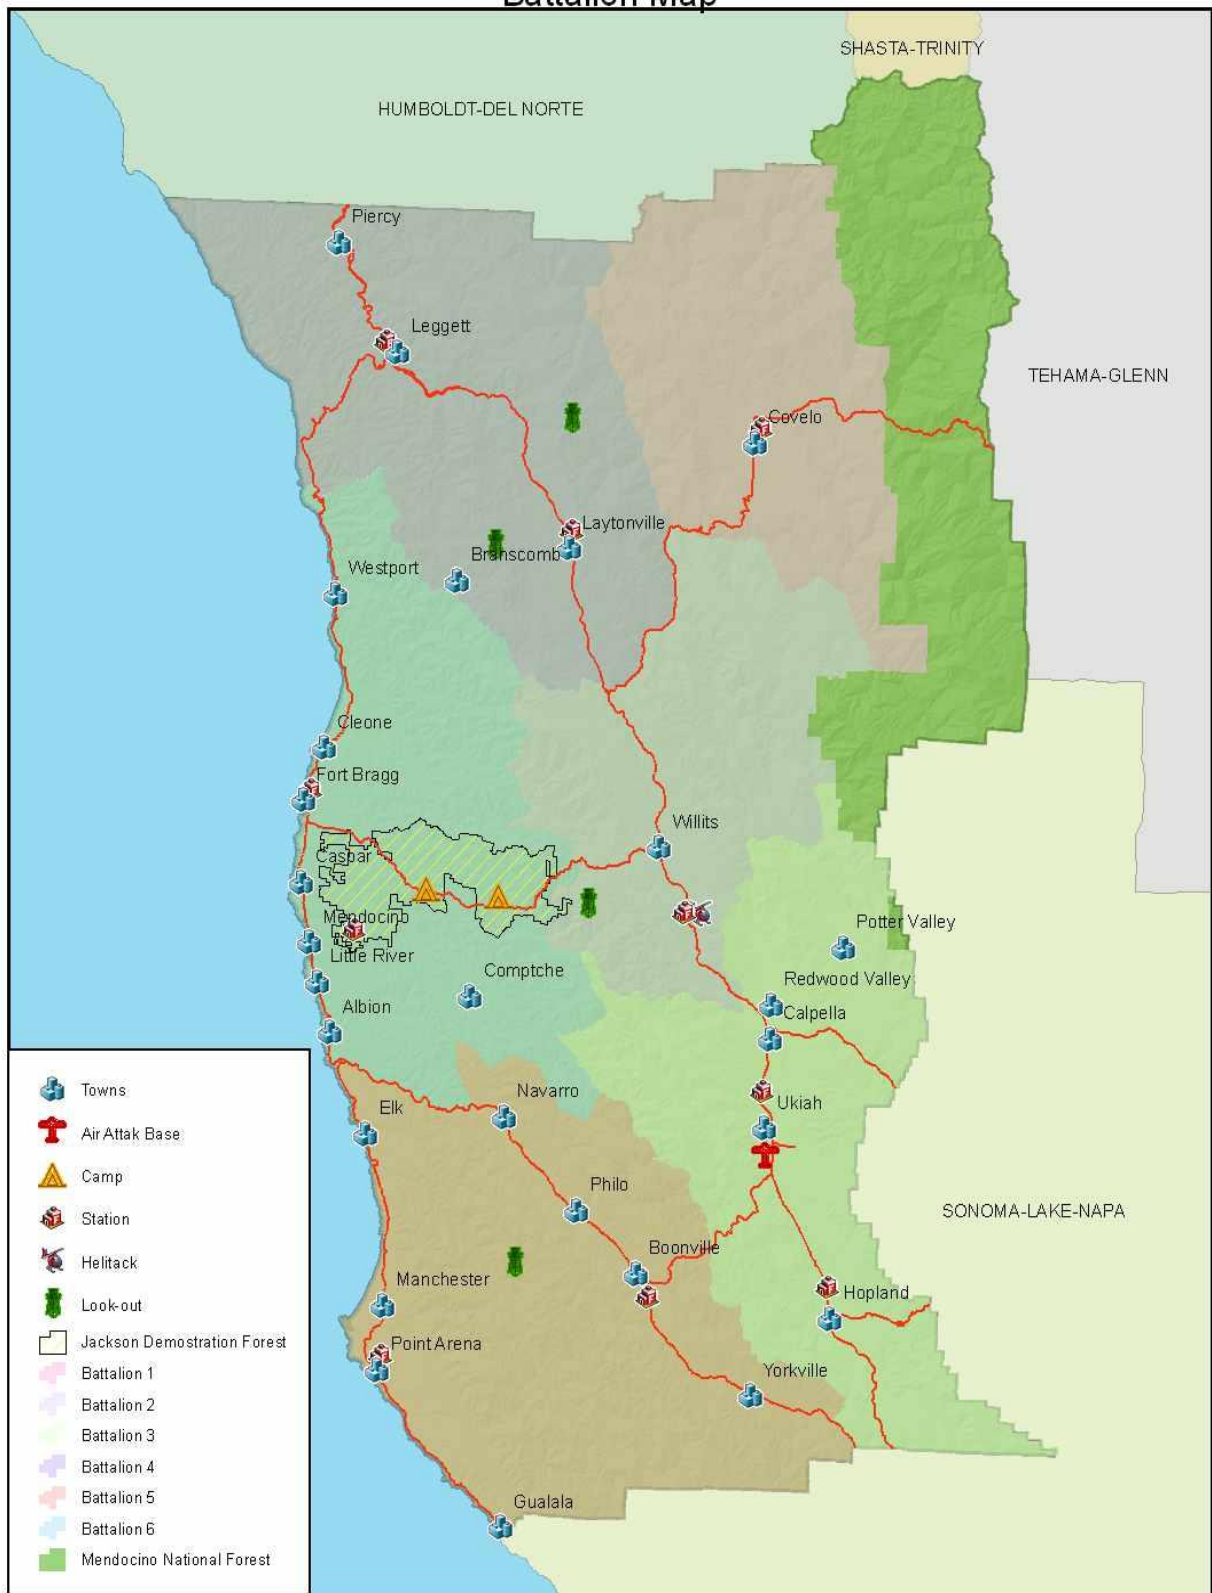 Battalion Map
SHASTA-TRINITY
HUMBOLDT-DEL NORTE
Piercy
Leggett
TEHAMA-GLENN
Covelo
Laytonville
Branscomb
Westport
Cleone
Fort Bragg
Willits
Caspar
Mendocino
Potter Valley
Little River
Comptche
Redwood Valley
Albion
Calpella
Navarro
Ukiah
Elk
Philo
SONOMA-LAKE-NAPA
Boonville
Manchester
Hopland
Point Arena
Yorkville
Gualala
Towns
Air Attak Base
Camp
Station
Helitack
Look-out
Jackson Demostration Forest
Battalion 1
Battalion 2
Battalion 3
Battalion 4
Battalion 5
Battalion 6
Mendocino National Forest